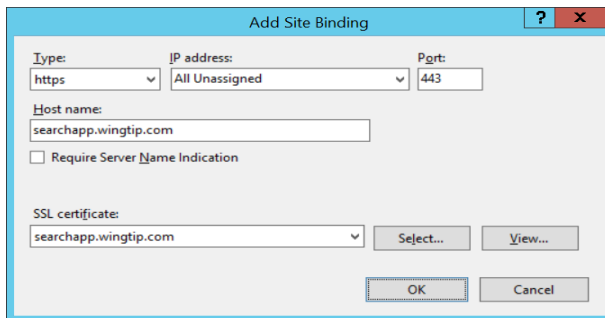 Add Site Binding
? x
Type: IP address: Port:
https All Unassigned 443
Host name:
searchapp.wingtip.com
Require Server Name Indication
SSL certificate:
searchapp.wingtip.com Select... View...
OK Cancel